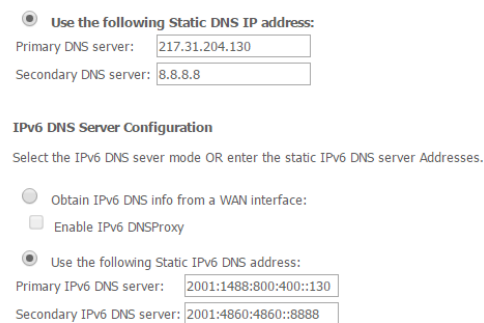 Use the following Static DNS IP address:
Primary DNS server: 217.31.204.130
Secondary DNS server: 8.8.8.8
IPv6 DNS Server Configuration
Select the IPv6 DNS sever mode OR enter the static IPv6 DNS server Addresses.
Obtain IPv6 DNS info from a WAN interface:
Enable IPv6 DNSProxy
Use the following Static IPv6 DNS address:
Primary IPv6 DNS server: 2001:1488:800:400::130
Secondary IPv6 DNS server: 2001:4860:4860::8888